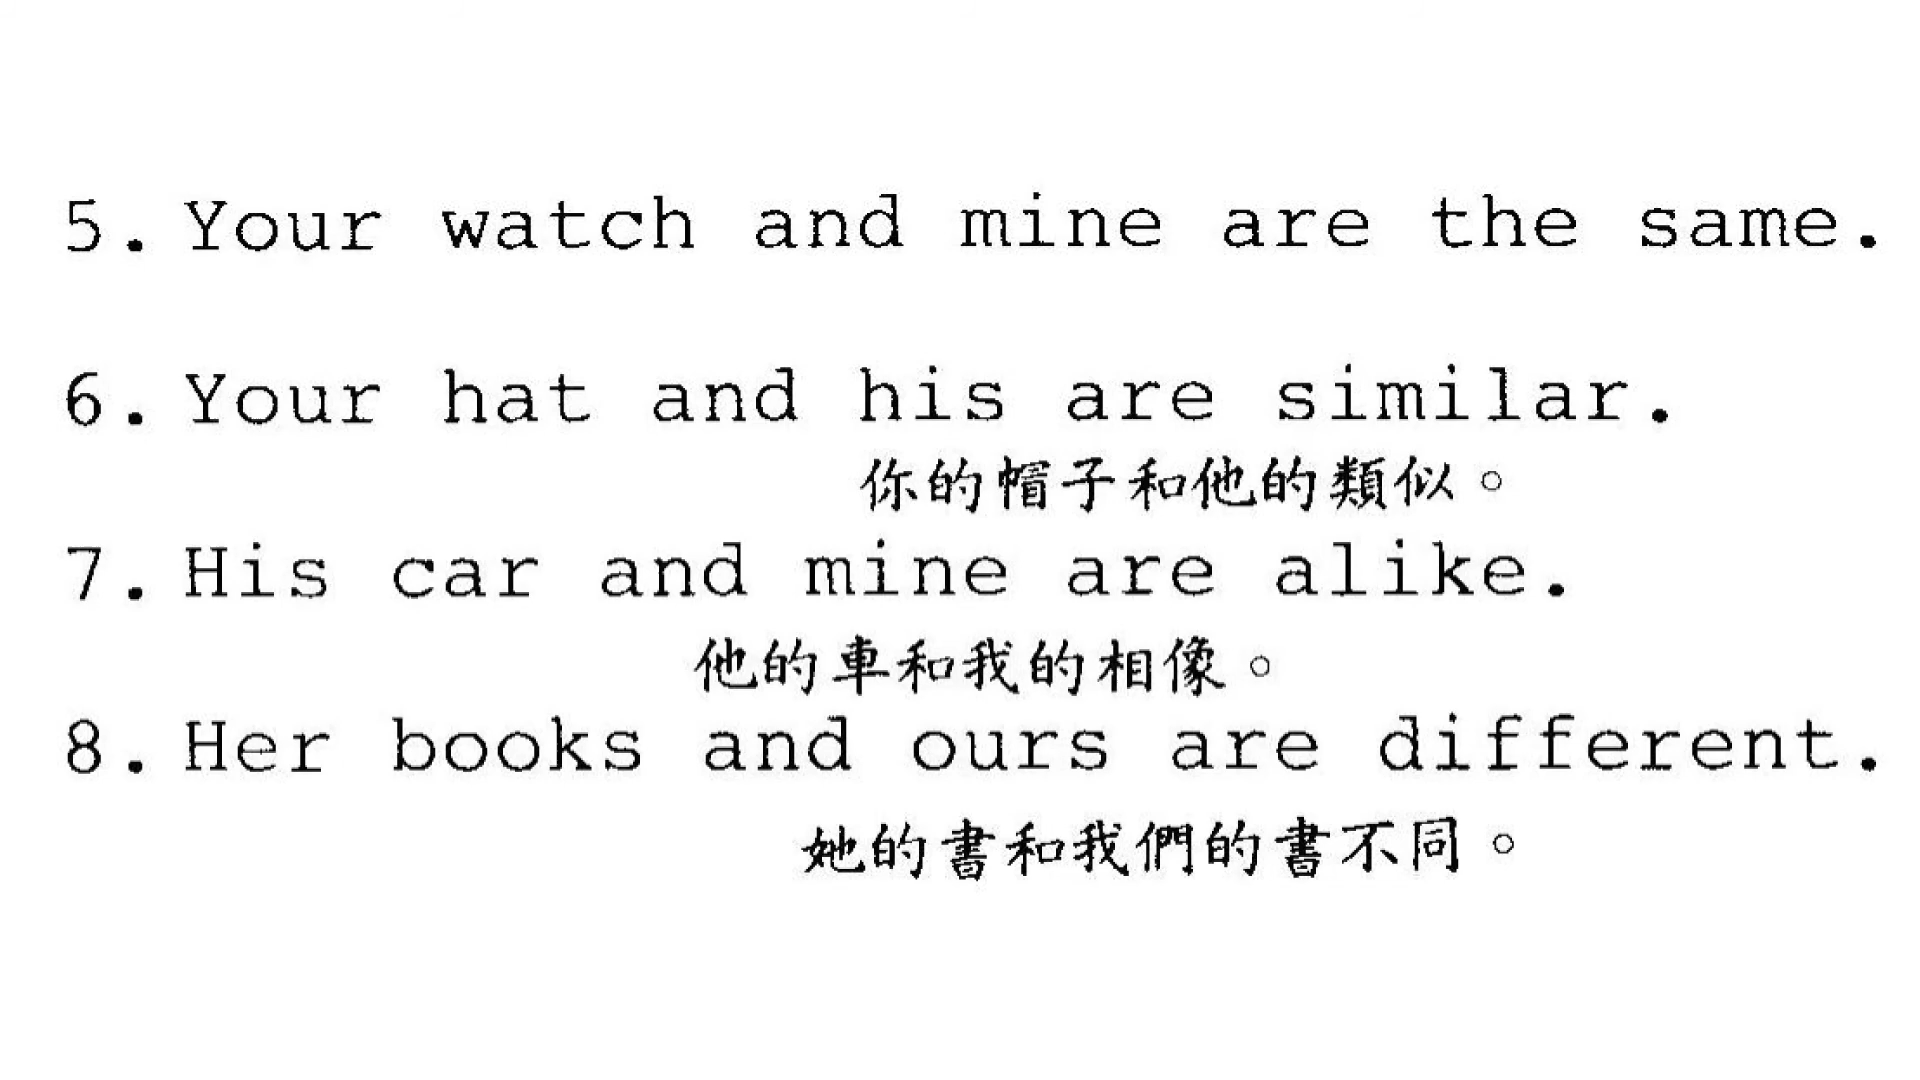 5. Your watch and mine are the same.
6. Your hat and his are similar.
你的帽子和他的類似。
7. His car and mine are alike.
他的車和我的相像。
8. Her books and ours are different.
她的書和我們的書不同。